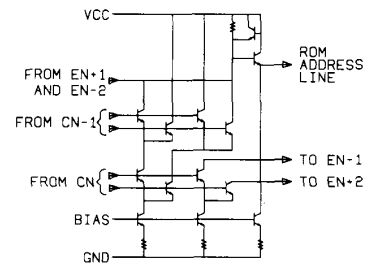 VCC
ROM
ADDRESS
LINE
FROM EN+1
AND EN-2
FROM CN-1
TO EN-1
FROM CN
TO EN+2
BIAS
GND